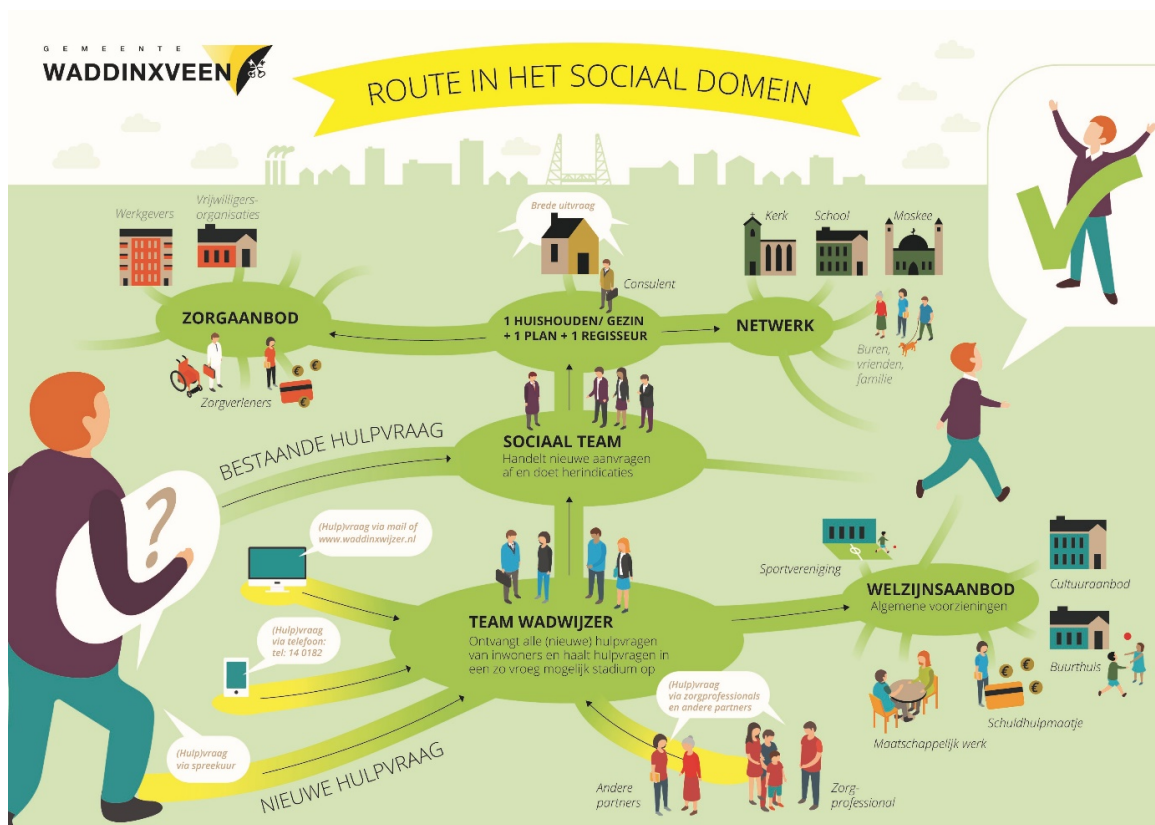 GEMEENTE
WADDINXVEEN
ROUTE IN HET SOCIAAL DOMEIN
Werkgevers
Vrijwilligers-
organisaties
Brede uitvraag
Kerk
School
Moskee
Consulent
ZORGAANBOD
1 HUISHOUDEN/ GEZIN
+ 1 PLAN + 1 REGISSEUR
NETWERK
Buren,
vrienden,
familie
Zorgverleners
BESTAANDE HULPVRAAG
SOCIAAL TEAM
Handelt nieuwe aanvragen
af en doet herindicaties
?
(Hulp)vraag via mail of
www.waddinxwijzer.nl
Sportvereniging
WELZIJNSAANBOD
Algemene voorzieningen
Cultuuraanbod
TEAM WADWIJZER
Ontvangt alle (nieuwe) hulpvragen
van inwoners en haalt hulpvragen in
een zo vroeg mogelijk stadium op
(Hulp)vraag
via telefoon:
tel: 14 0182
Buurthuis
(Hulp)vraag
via zorgprofessionals
en andere partners
Schuldhulpmaatje
Maatschappelijk werk
(Hulp)vraag
via spreekuur
NIEUWE HULPVRAAG
Andere
partners
Zorg-
professional